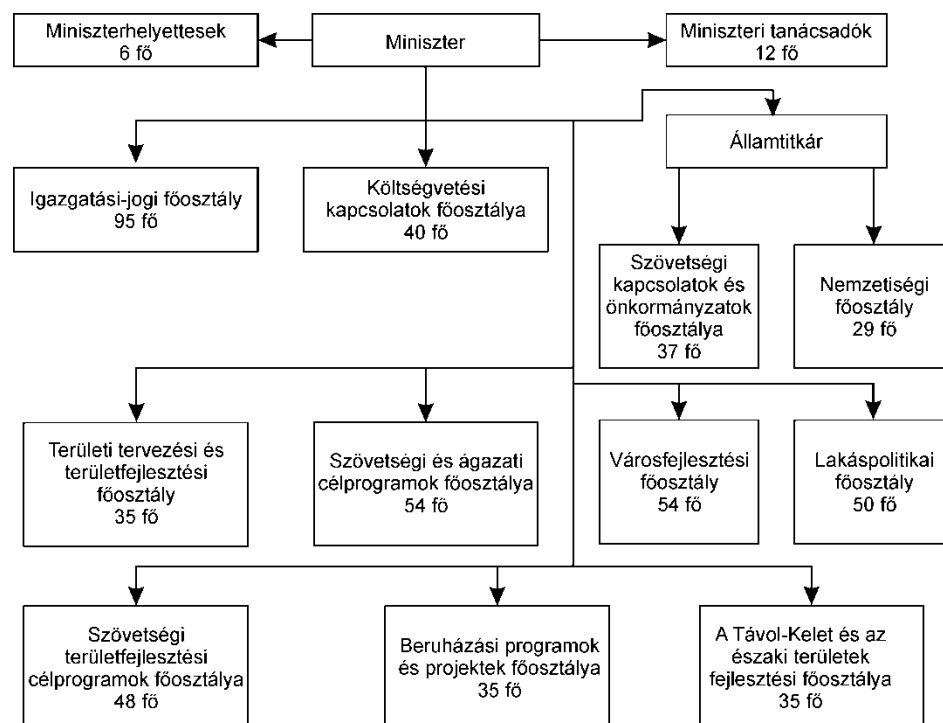 Miniszterhelyettesek
6 fő
Miniszter
Miniszteri tanácsadók
12 fő
Államtitkár
Igazgatási-jogi főosztály
95 fő
Költségvetési
kapcsolatok főosztálya
40 fő
Szövetségi
kapcsolatok és
önkormányzatok
főosztálya
37 fő
Nemzetiségi
főosztály
29 fő
Területi tervezési és
területfejlesztési
főosztály
35 fő
Szövetségi és ágazati
célprogramok főosztálya
54 fő
Városfejlesztési
főosztály
54 fő
Lakáspolitikai
főosztály
50 fő
Szövetségi
területfejlesztési
célprogramok főosztálya
48 fő
Beruházási programok
és projektek főosztálya
35 fő
A Távol-Kelet és az
északi területek
fejlesztési főosztálya
35 fő